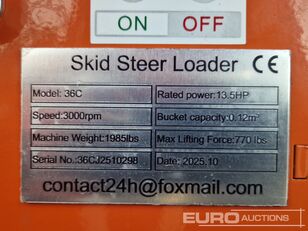 ON OFF
Skid Steer Loader CE
Model: 36C Rated power:13.5HP
Speed:3000rpm Bucket capacity:0.12m³
Machine Weight:1985lbs Max Lifting Force:770 lbs
Serial No.:36CJ2510298 Date:2025.10
contact24h@foxmail.com
EURO AUCTIONS